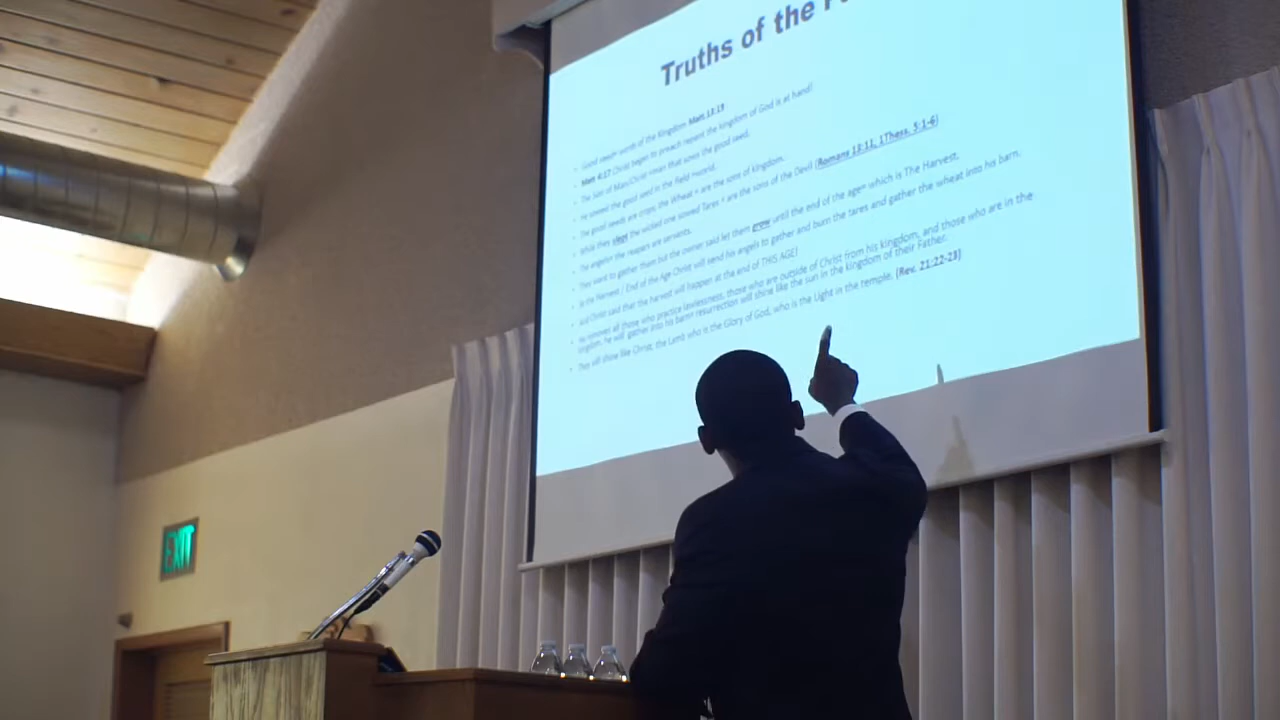 Truths of the
Good seed= words of the Kingdom Matt 13:19
Matt 4:17 Christ began to preach repent the kingdom of God is at hand!
The Son of Man/Christ =man that sows the good seed.
He sowed the good seed in the field =world.
The good seeds are crops the Wheat = are the sons of kingdom.
While they slept the wicked one sowed Tares = are the sons of the Devil (Romans 13:11, 1Thess. 5:1-6)
The angels= the reapers are servants.
They want to gather them but the owner said let them grow until the end of the age= which is The Harvest.
the Harvest / End of the Age Christ will send his angels to gather and burn the tares and gather the wheat into his barn.
Christ said that the harvest will happen at the end of THIS AGE!
He removes all those who practice lawlessness, those who are outside of Christ from his kingdom, and those who are in the
kingdom, he will gather into his barn= resurrection will shine like the sun in the kingdom of their Father.
They will shine like Christ, the Lamb who is the Glory of God, who is the Light in the temple. (Rev. 21:22-23)
EXIT